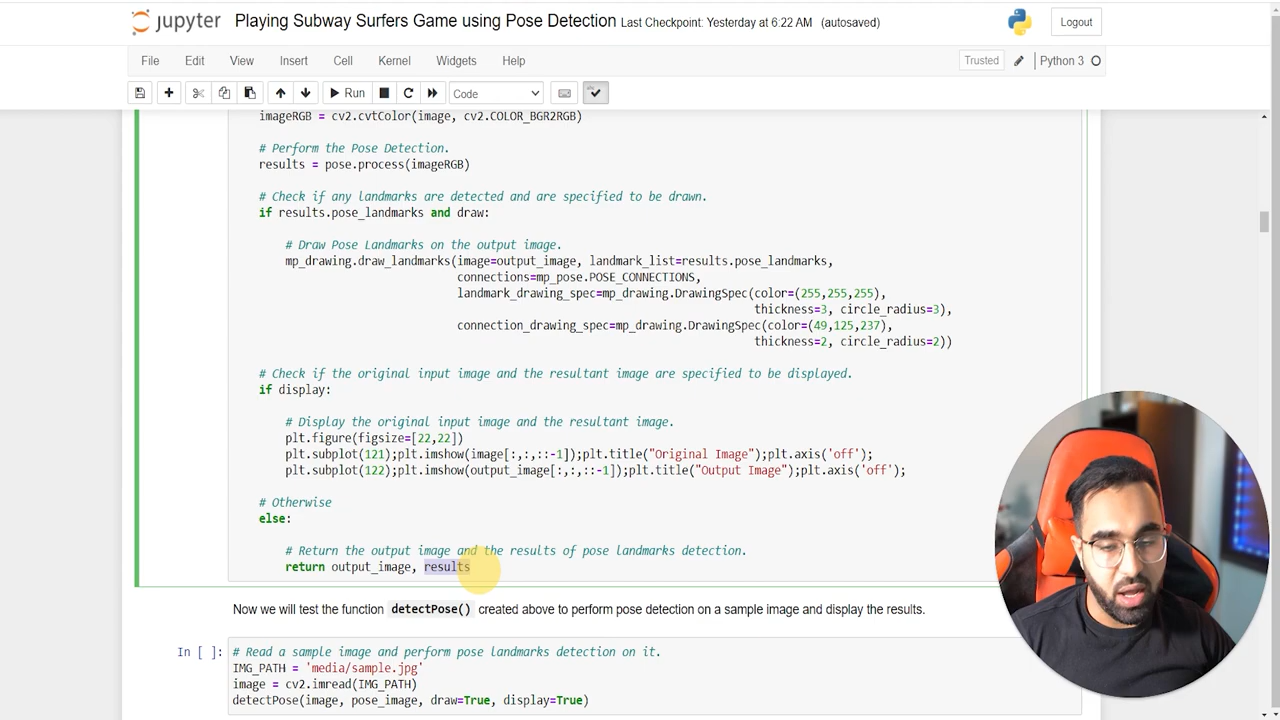 jupyter Playing Subway Surfers Game using Pose Detection Last Checkpoint: Yesterday at 6:22 AM (autosaved) Logout
File Edit View Insert Cell Kernel Widgets Help Trusted Python 3
Run Code
imageRGB = cv2.cvtColor(image, cv2.COLOR_BGR2RGB)
# Perform the Pose Detection.
results = pose.process(imageRGB)
# Check if any landmarks are detected and are specified to be drawn.
if results.pose_landmarks and draw:
# Draw Pose Landmarks on the output image.
mp_drawing.draw_landmarks(image=output_image, landmark_list=results.pose_landmarks,
connections=mp_pose.POSE_CONNECTIONS,
landmark_drawing_spec=mp_drawing.DrawingSpec(color=(255,255,255),
thickness=3, circle_radius=3),
connection_drawing_spec=mp_drawing.DrawingSpec(color=(49,125,237),
thickness=2, circle_radius=2))
# Check if the original input image and the resultant image are specified to be displayed.
if display:
# Display the original input image and the resultant image.
plt.figure(figsize=[22,22])
plt.subplot(121);plt.imshow(image[:,:,::-1]);plt.title("Original Image");plt.axis('off');
plt.subplot(122);plt.imshow(output_image[:,:,::-1]);plt.title("Output Image");plt.axis('off');
# Otherwise
else:
# Return the output image and the results of pose landmarks detection.
return output_image, results
Now we will test the function detectPose() created above to perform pose detection on a sample image and display the results.
In [ ]: # Read a sample image and perform pose landmarks detection on it.
IMG_PATH = 'media/sample.jpg'
image = cv2.imread(IMG_PATH)
detectPose(image, pose_image, draw=True, display=True)